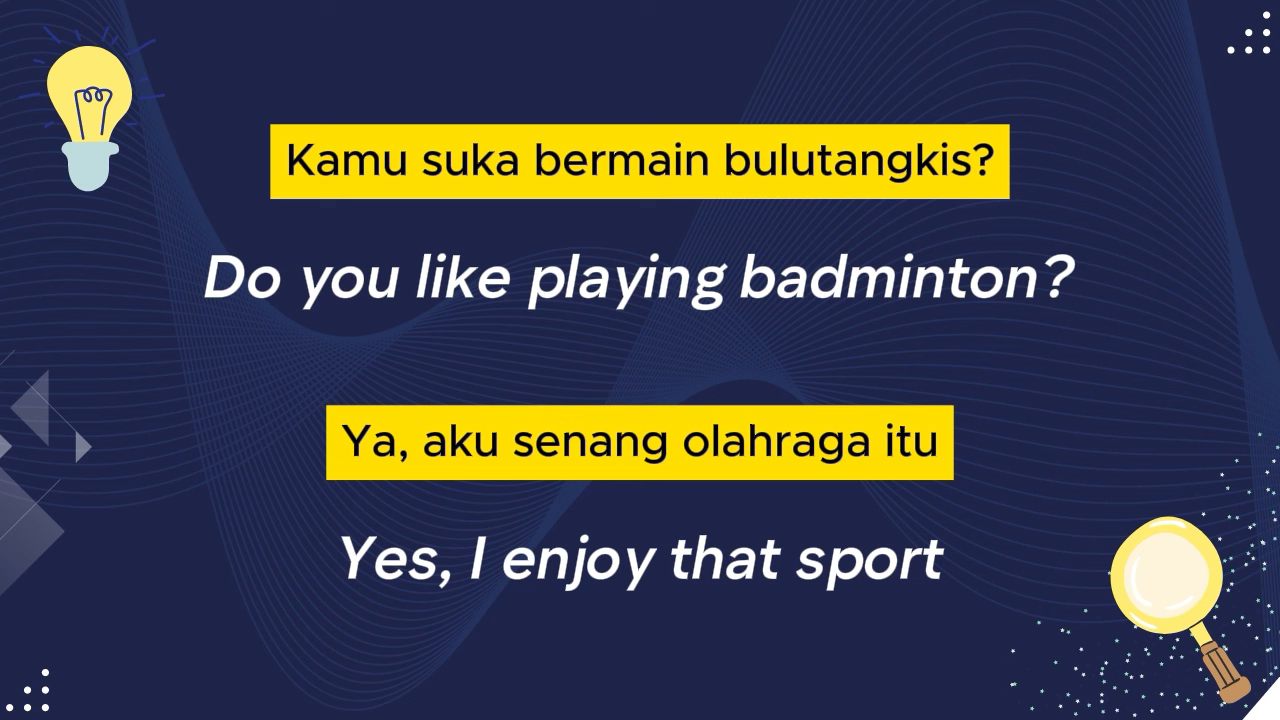 Kamu suka bermain bulutangkis?
Do you like playing badminton?
Ya, aku senang olahraga itu
Yes, I enjoy that sport